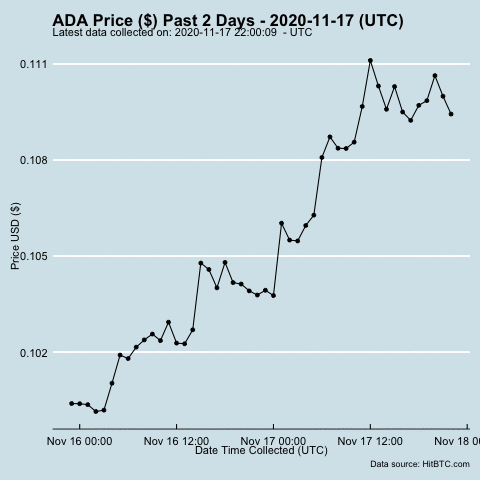 ADA Price ($) Past 2 Days - 2020-11-17 (UTC)
Latest data collected on: 2020-11-17 22:00:09 - UTC
0.111
0.108
0.105
0.102
Price USD ($)
Nov 16 00:00 Nov 16 12:00 Nov 17 00:00 Nov 17 12:00 Nov 18 0
Date Time Collected (UTC)
Data source: HitBTC.com